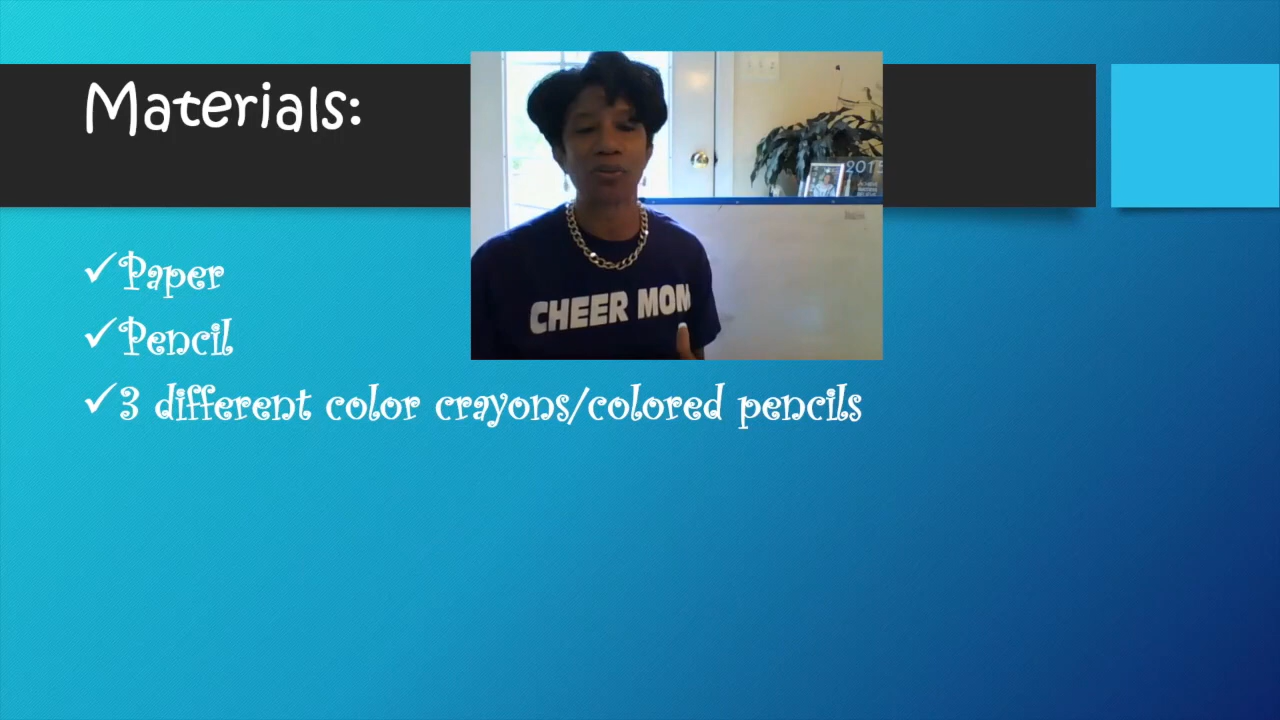 Materials:
2015
CHEER MOM
Paper
Pencil
3 different color crayons/colored pencils